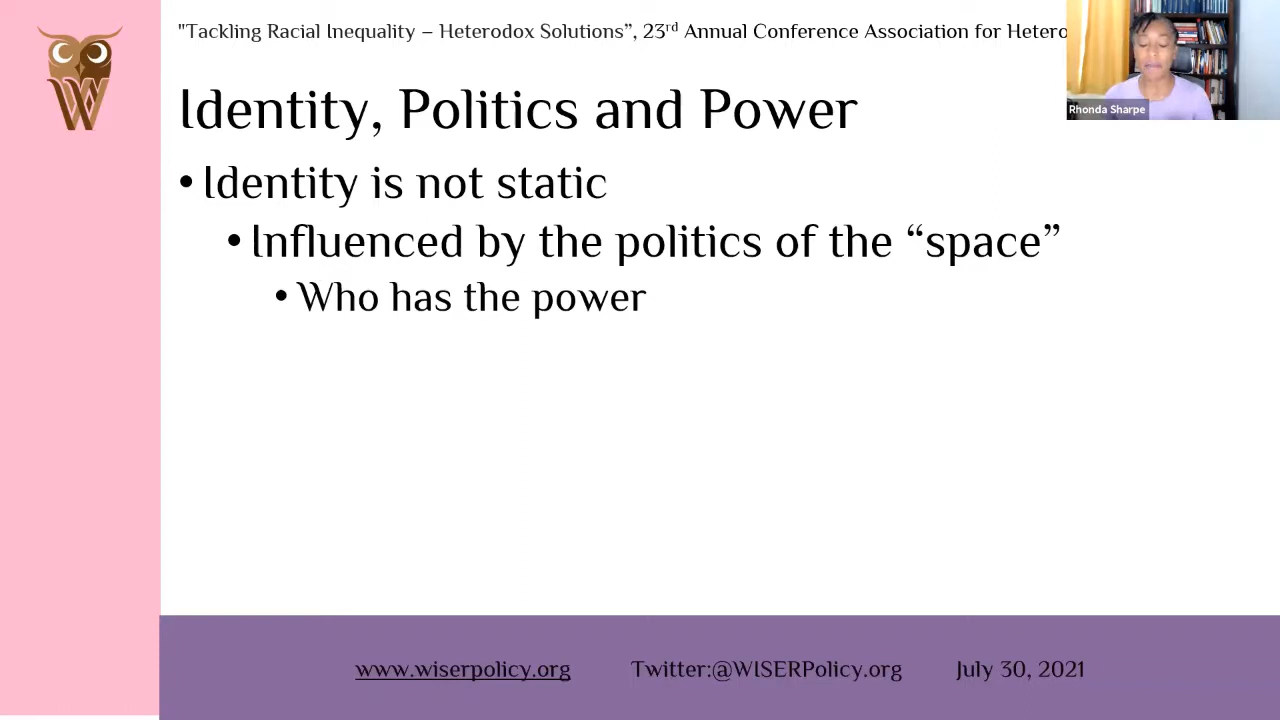 "Tackling Racial Inequality – Heterodox Solutions”, 23rd Annual Conference Association for Hetero
Rhonda Sharpe
W
Identity, Politics and Power
• Identity is not static
• Influenced by the politics of the “space”
• Who has the power
www.wiserpolicy.org Twitter:@WISERPolicy.org July 30, 2021